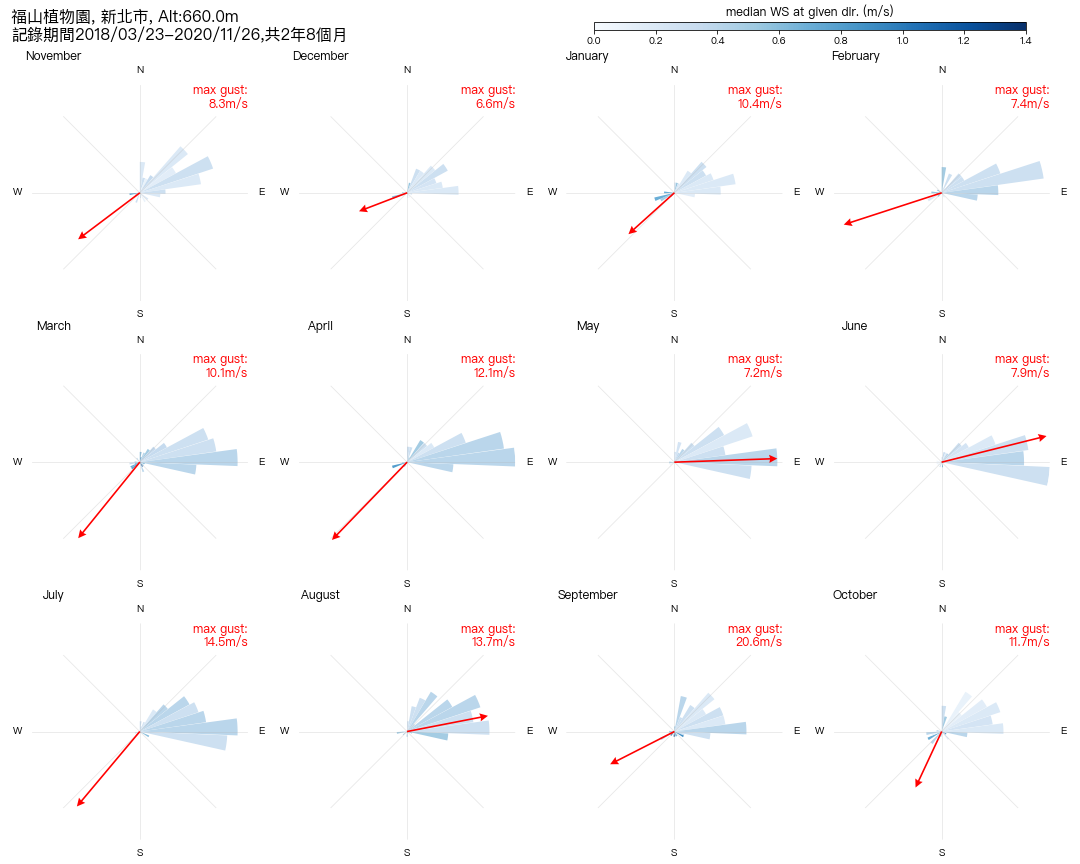 福山植物園, 新北市, Alt:660.0m
記錄期間2018/03/23-2020/11/26,共2年8個月
median WS at given dir. (m/s)
0.0 0.2 0.4 0.6 0.8 1.0 1.2 1.4
November December January February
N N N N
max gust: max gust: max gust: max gust:
8.3m/s 6.6m/s 10.4m/s 7.4m/s
W E W E W E W E
S S S S
March April May June
N N N N
max gust: max gust: max gust: max gust:
10.1m/s 12.1m/s 7.2m/s 7.9m/s
W E W E W E W E
S S S S
July August September October
N N N N
max gust: max gust: max gust: max gust:
14.5m/s 13.7m/s 20.6m/s 11.7m/s
W E W E W E W E
S S S S